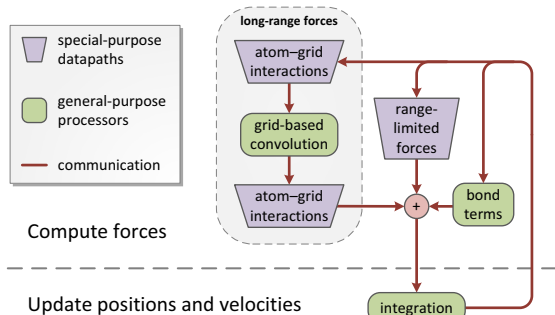 long-range forces
special-purpose
datapaths
general-purpose
processors
communication
atom–grid
interactions
grid-based
convolution
atom–grid
interactions
range-
limited
forces
+
bond
terms
Compute forces
Update positions and velocities
integration